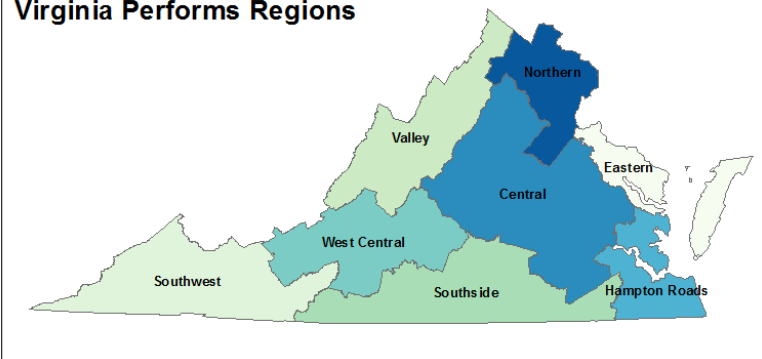 Virginia Performs Regions
Northern
Valley
Eastern
Central
West Central
Southwest
Southside
Hampton Roads